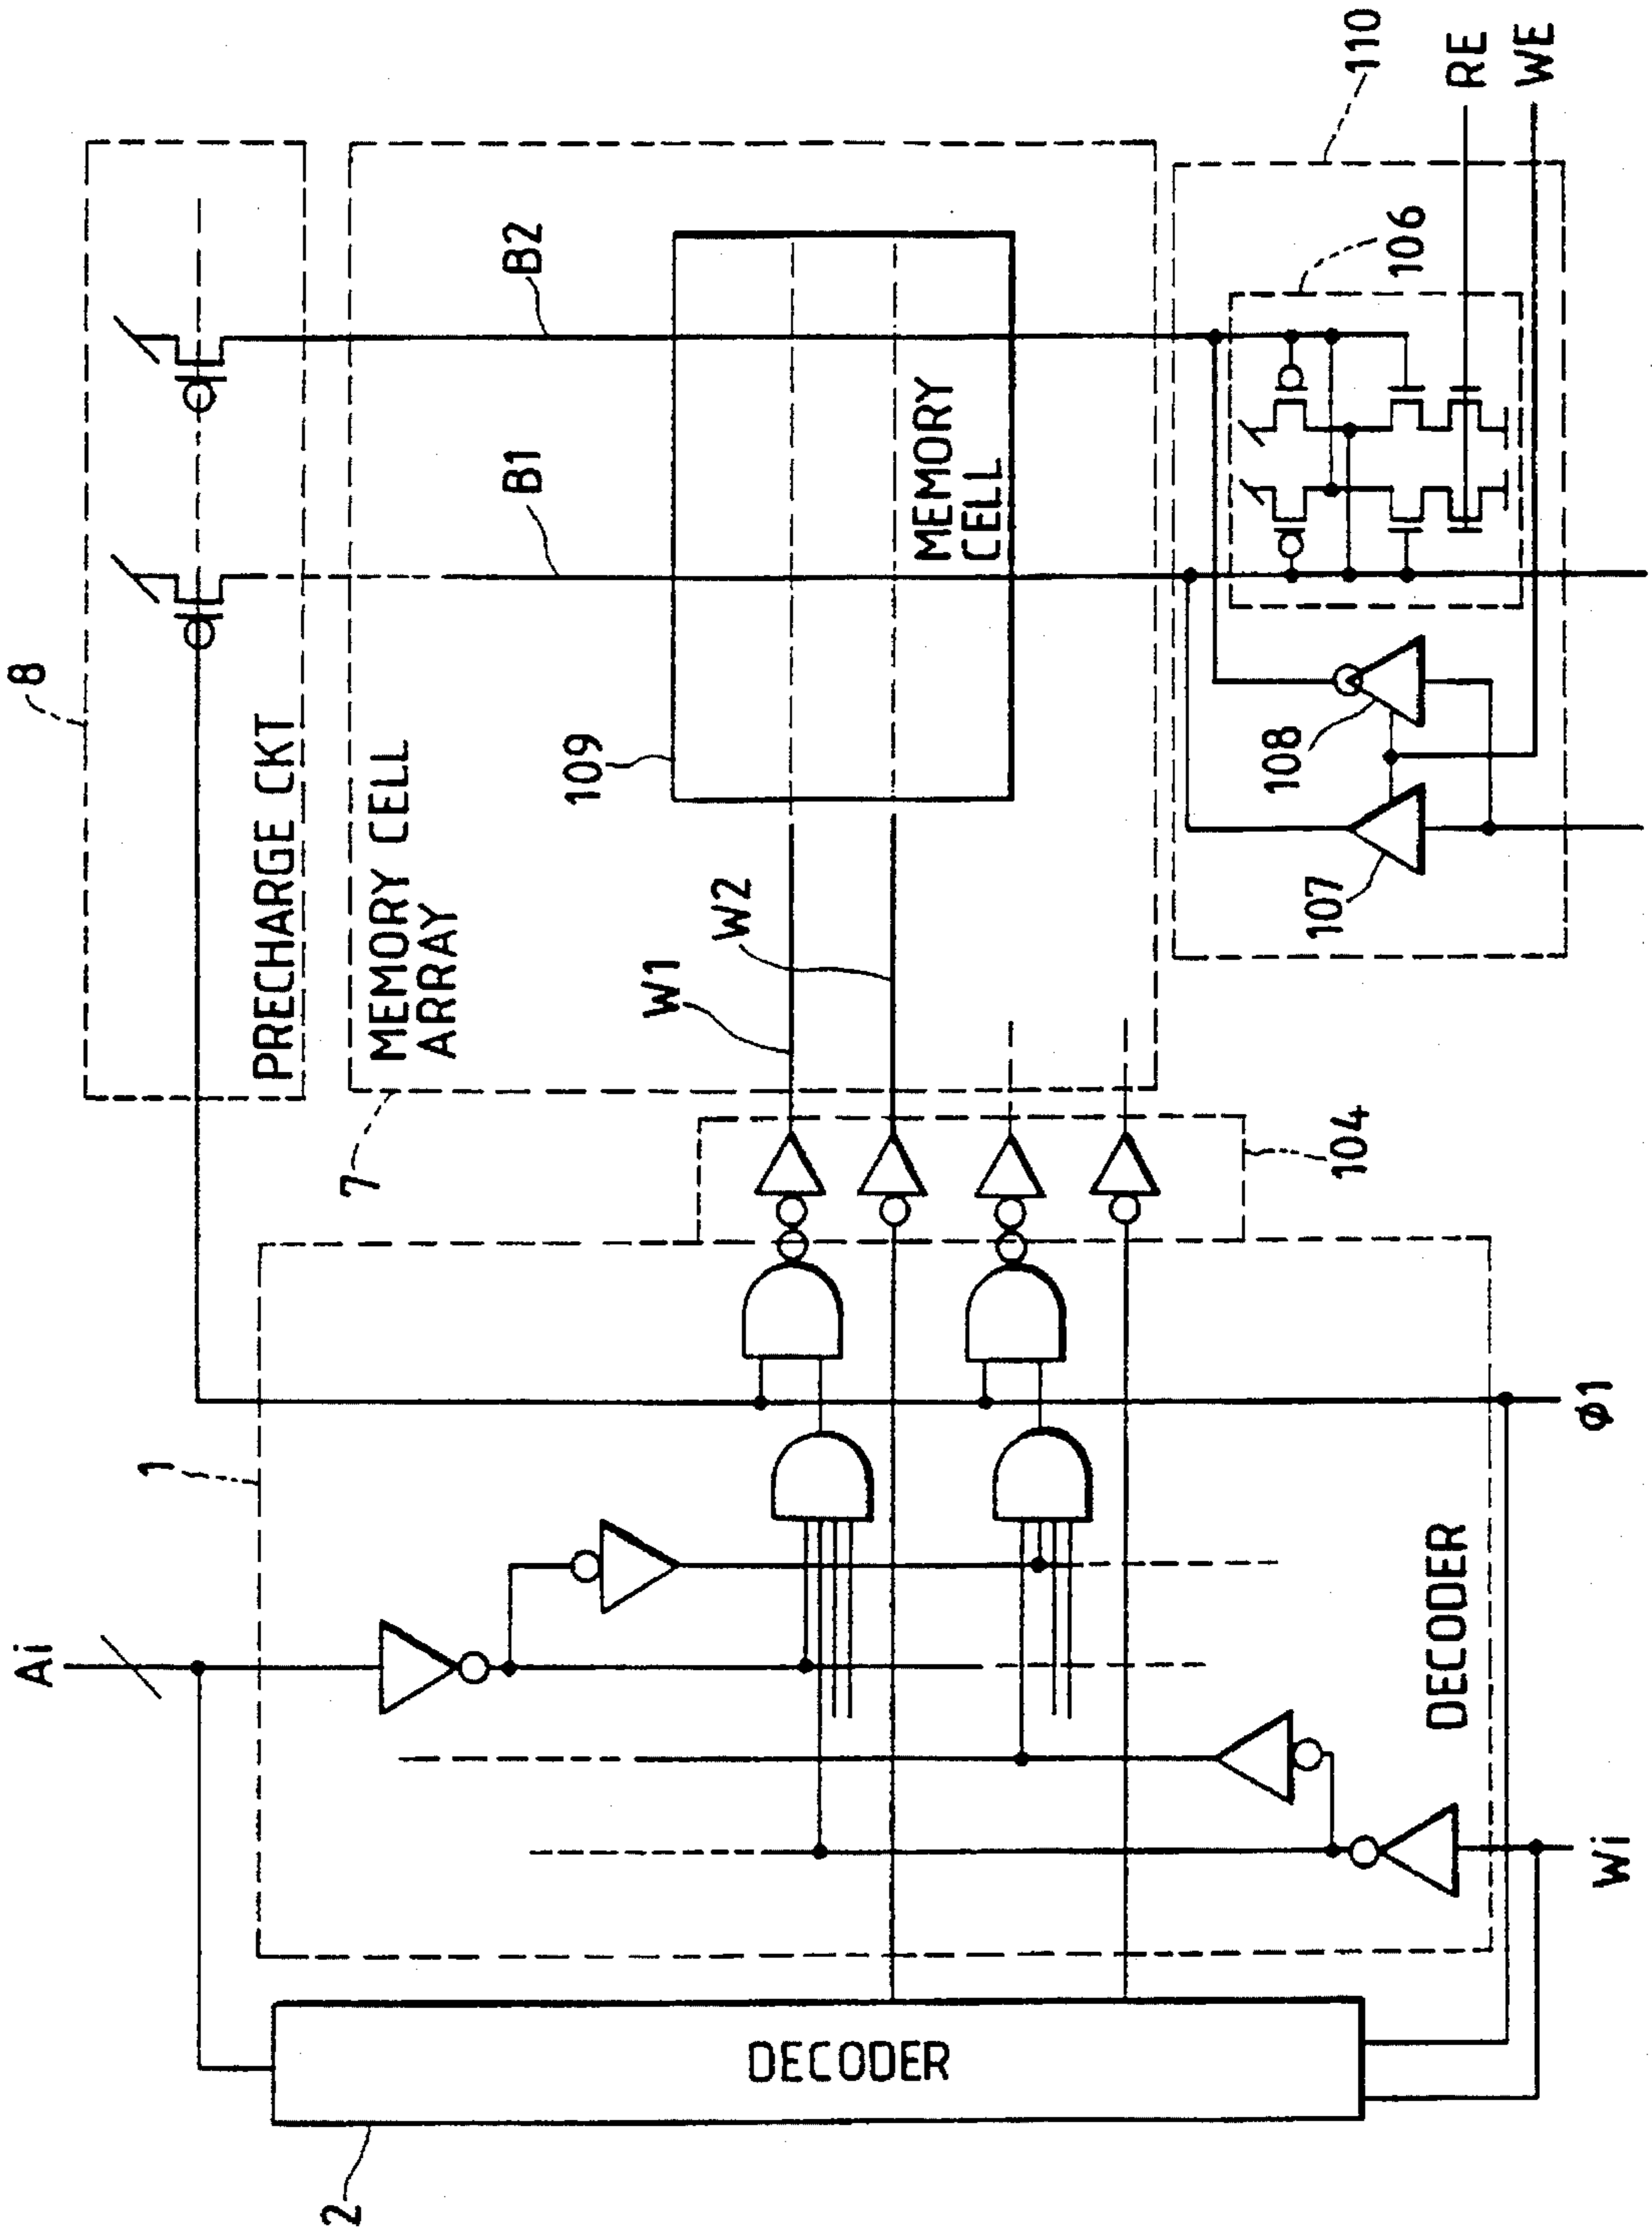 Ai
8
PRECHARGE CKT
7
MEMORY CELL
ARRAY
B1
B2
109
MEMORY
CELL
W1
W2
1
DECODER
2
DECODER
104
110
106
107
108
RE
WE
Wi
ø1